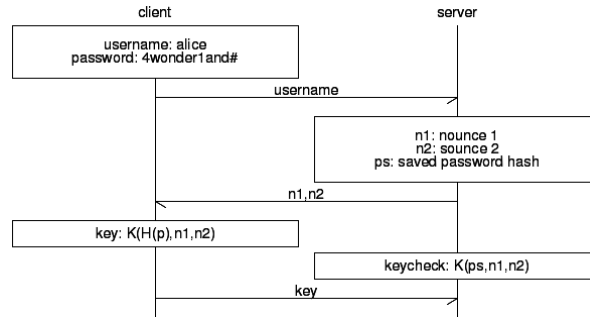 client
server
username: alice
password: 4wonder1and#
username
n1: nounce 1
n2: sounce 2
ps: saved password hash
n1,n2
key: K(H(p),n1,n2)
keycheck: K(ps,n1,n2)
key